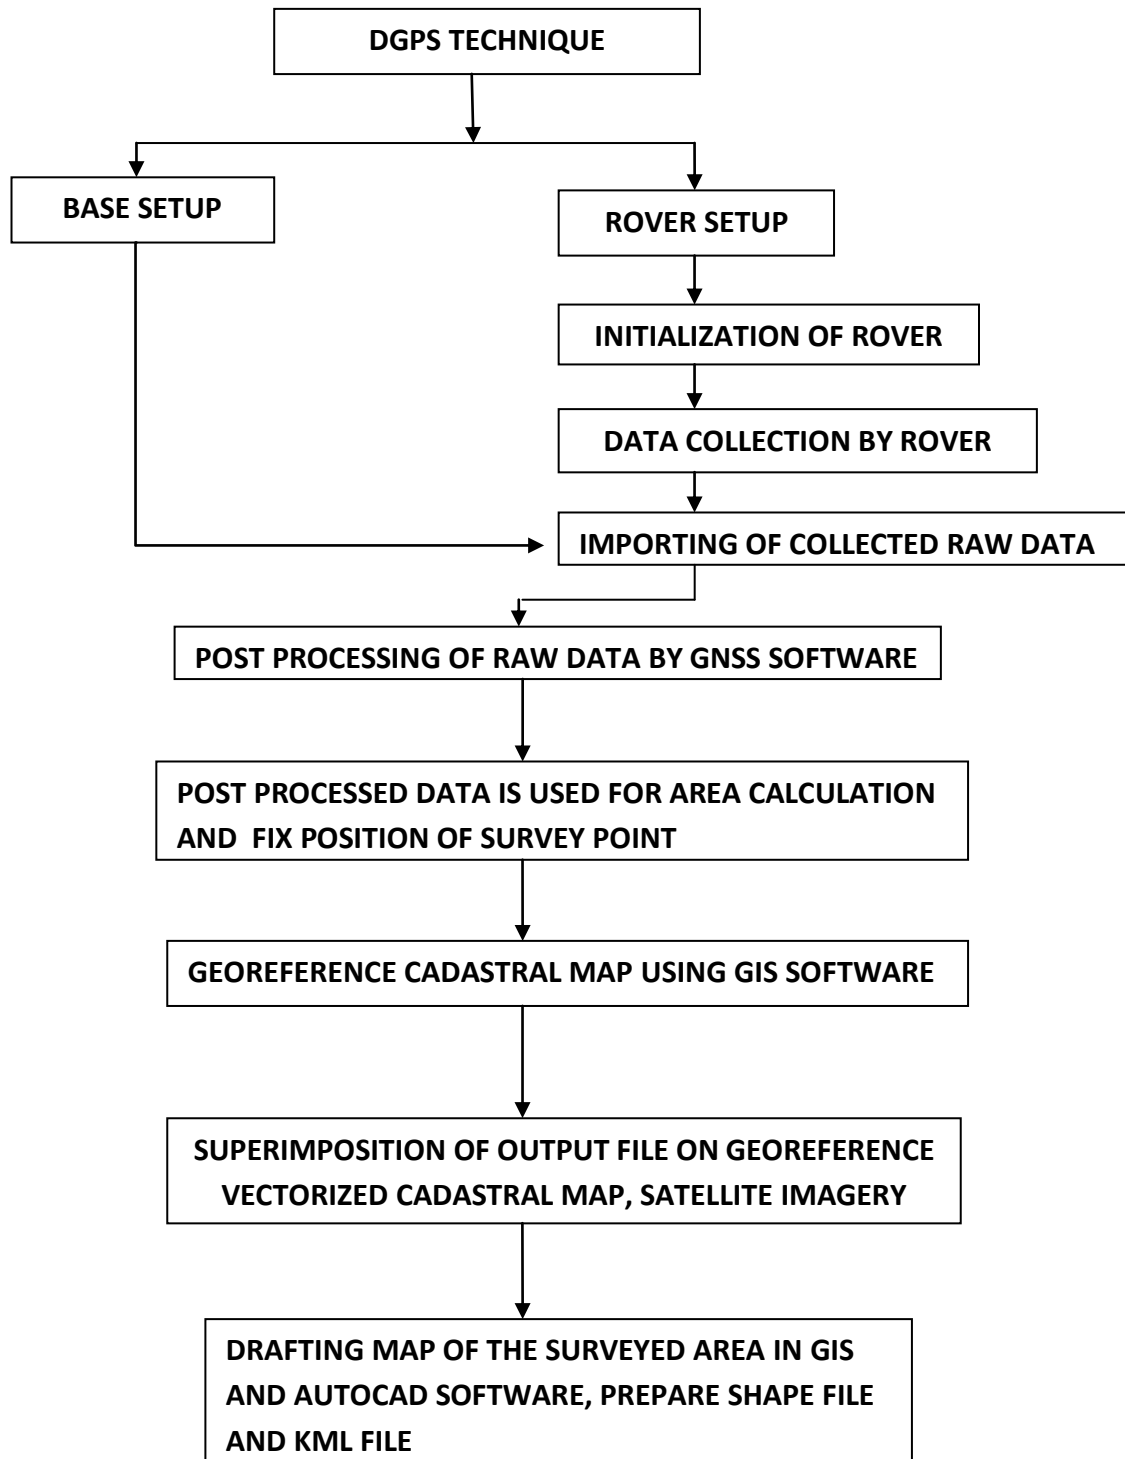 DGPS TECHNIQUE
BASE SETUP
ROVER SETUP
INITIALIZATION OF ROVER
DATA COLLECTION BY ROVER
IMPORTING OF COLLECTED RAW DATA
POST PROCESSING OF RAW DATA BY GNSS SOFTWARE
POST PROCESSED DATA IS USED FOR AREA CALCULATION
AND FIX POSITION OF SURVEY POINT
GEOREFERENCE CADASTRAL MAP USING GIS SOFTWARE
SUPERIMPOSITION OF OUTPUT FILE ON GEOREFERENCE
VECTORIZED CADASTRAL MAP, SATELLITE IMAGERY
DRAFTING MAP OF THE SURVEYED AREA IN GIS
AND AUTOCAD SOFTWARE, PREPARE SHAPE FILE
AND KML FILE